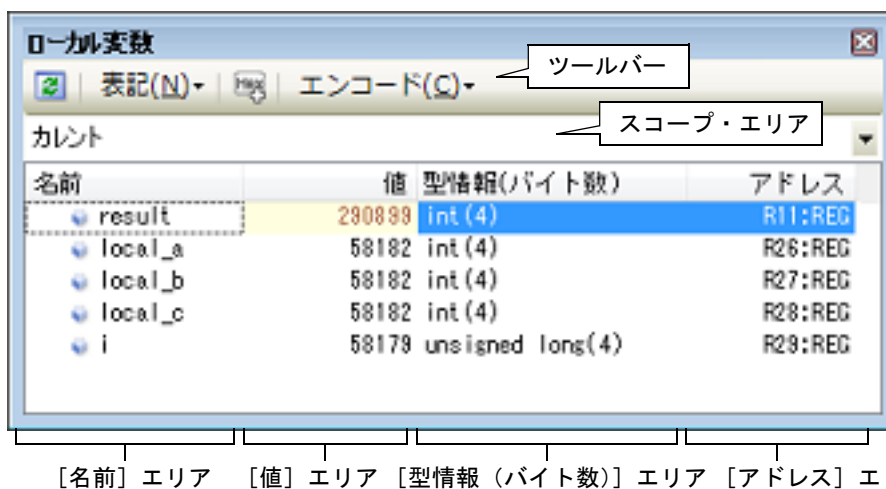 ローカル変数
表記(N) Hex エンコード(C)
ツールバー
カレント
スコープ・エリア
名前 値 型情報(バイト数) アドレス
result 290899 int(4) R11:REG
local_a 58182 int(4) R26:REG
local_b 58182 int(4) R27:REG
local_c 58182 int(4) R28:REG
i 58179 unsigned long(4) R29:REG
［名前］エリア ［値］エリア ［型情報（バイト数）］エリア ［アドレス］エ